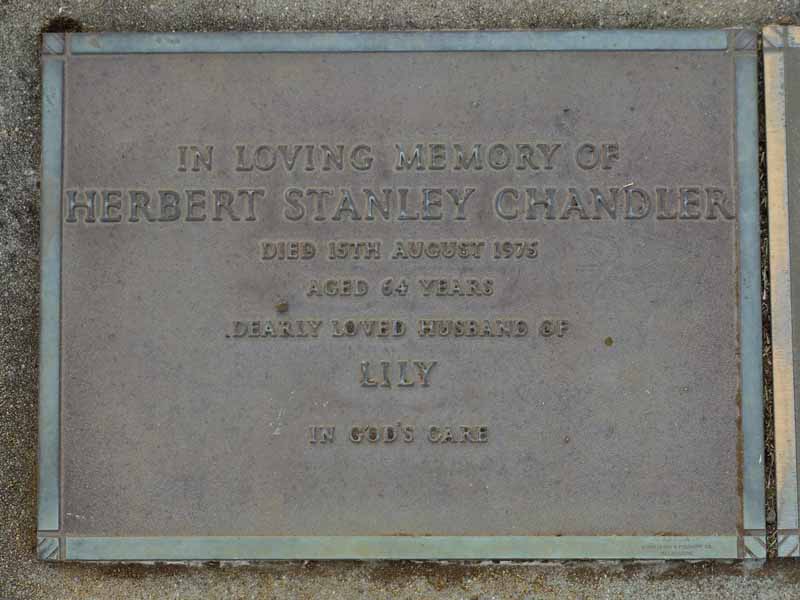 IN LOVING MEMORY OF
HERBERT STANLEY CHANDLER
DIED 15TH AUGUST 1975
AGED 64 YEARS
DEARLY LOVED HUSBAND OF
LILY
IN GOD'S CARE